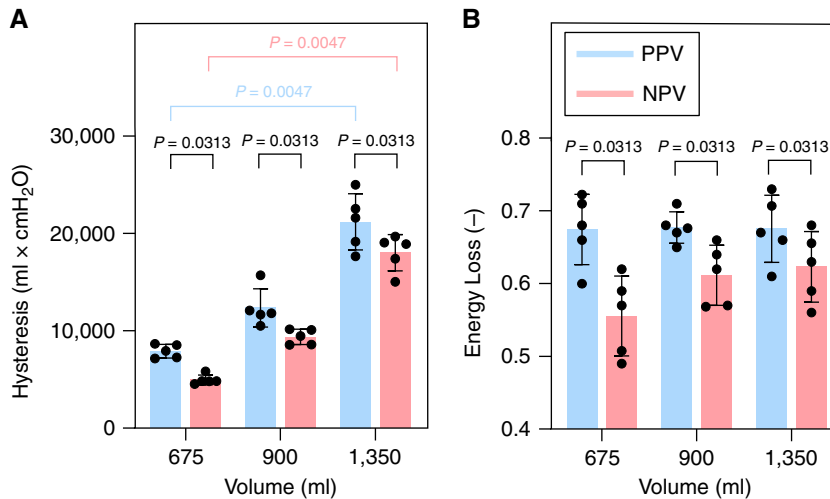 A
P = 0.0047
P = 0.0047
P = 0.0313
P = 0.0313
P = 0.0313
Hysteresis (ml × cmH₂O)
30,000
20,000
10,000
0
675
900
1,350
Volume (ml)
B
PPV
NPV
P = 0.0313
P = 0.0313
P = 0.0313
Energy Loss (–)
0.8
0.7
0.6
0.5
0.4
675
900
1,350
Volume (ml)